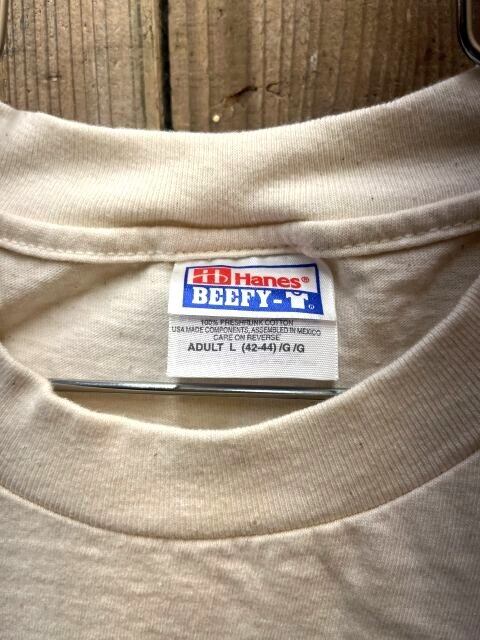 Hanes®
BEEFY-T®
100% PRESHRUNK COTTON
USA MADE COMPONENTS, ASSEMBLED IN MEXICO
CARE ON REVERSE
ADULT L (42-44) /G /G